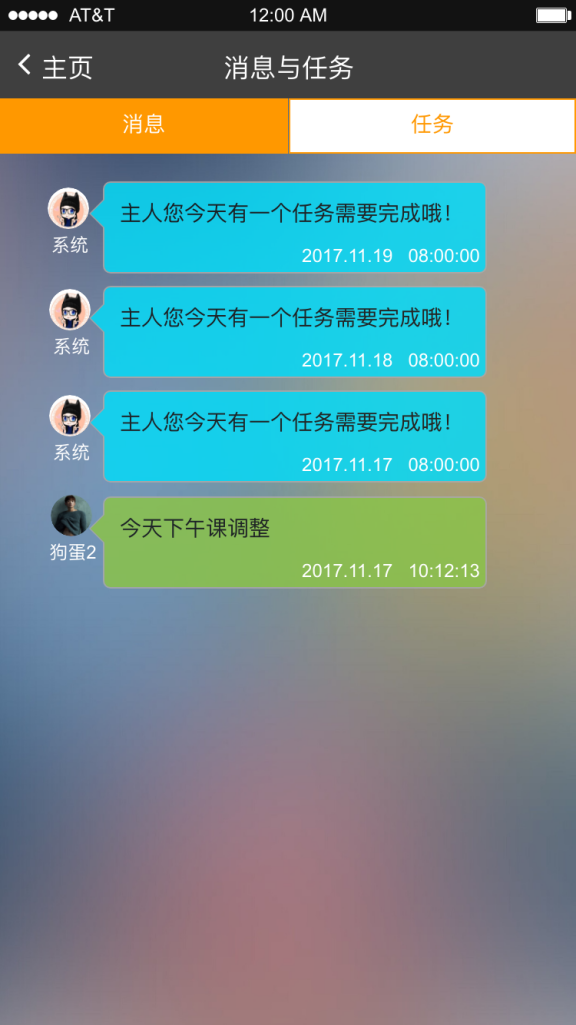 AT&T 12:00 AM
主页 消息与任务
消息 任务
主人您今天有一个任务需要完成哦!
系统
2017.11.19 08:00:00
主人您今天有一个任务需要完成哦!
系统
2017.11.18 08:00:00
主人您今天有一个任务需要完成哦!
系统
2017.11.17 08:00:00
今天下午课调整
狗蛋2
2017.11.17 10:12:13